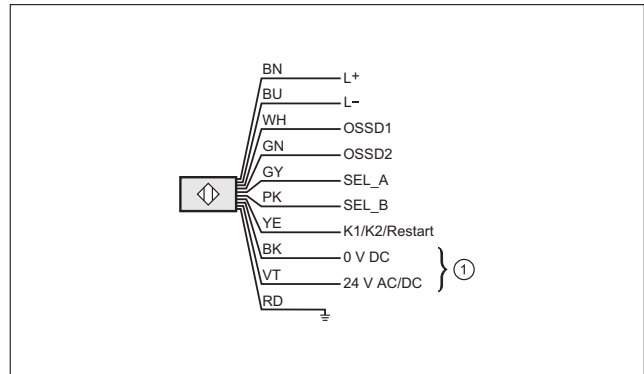 BN L+
BU L–
WH OSSD1
GN OSSD2
GY SEL_A
PK SEL_B
YE K1/K2/Restart
BK 0 V DC
VT 24 V AC/DC
1
RD